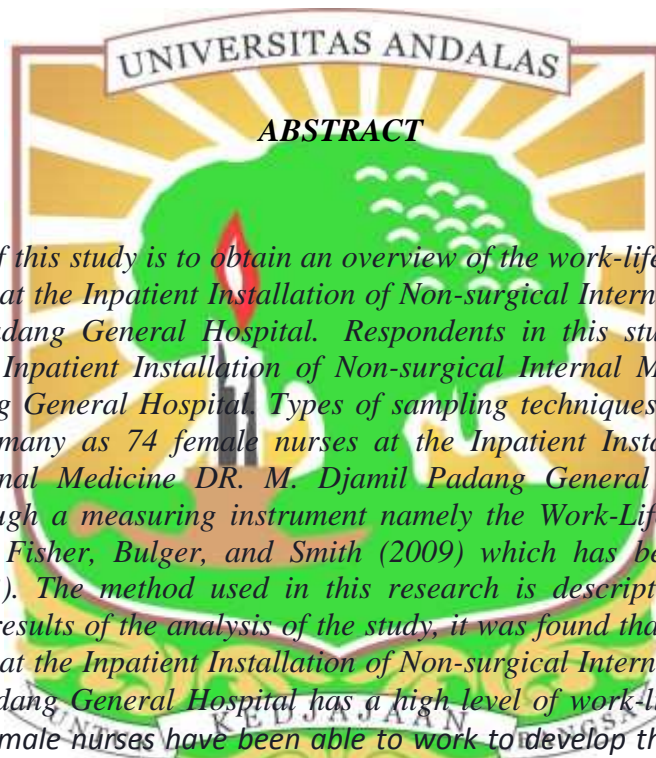 UNIVERSITAS ANDALAS
ABSTRACT
of this study is to obtain an overview of the work-life
at the Inpatient Installation of Non-surgical Intern
adang General Hospital. Respondents in this stu
Inpatient Installation of Non-surgical Internal M
g General Hospital. Types of sampling techniques
many as 74 female nurses at the Inpatient Insta
nal Medicine DR. M. Djamil Padang General
ugh a measuring instrument namely the Work-Lif
Fisher, Bulger, and Smith (2009) which has be
). The method used in this research is descript
results of the analysis of the study, it was found tha
at the Inpatient Installation of Non-surgical Intern
dang General Hospital has a high level of work-li
UNTUK KEDJAJAAN BANGSA
male nurses have been able to work to develop th